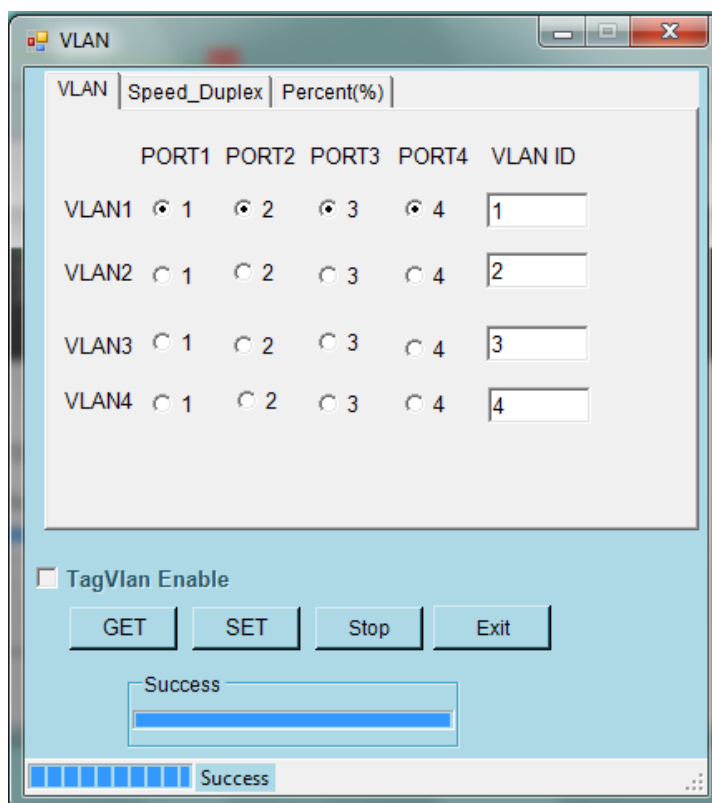 VLAN
VLAN Speed_Duplex Percent(%)
PORT1 PORT2 PORT3 PORT4 VLAN ID
VLAN1 1 2 3 4 1
VLAN2 1 2 3 4 2
VLAN3 1 2 3 4 3
VLAN4 1 2 3 4 4
TagVlan Enable
GET SET Stop Exit
Success
Success